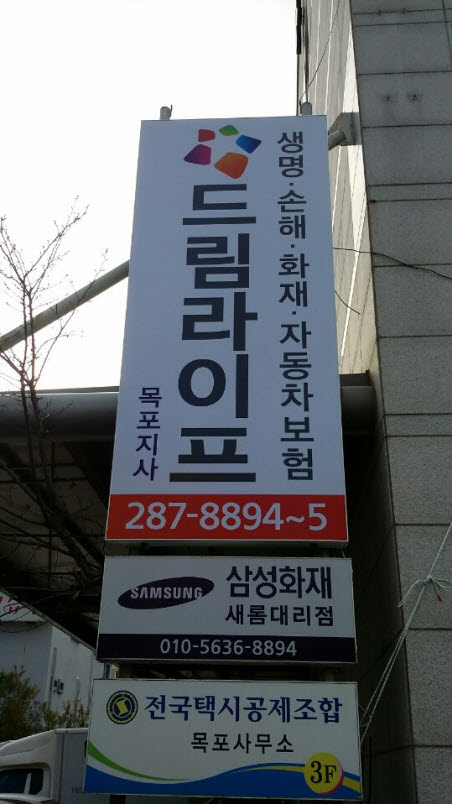 생명·손해·화재·자동차보험
드림라이프
목포지사
287-8894~5
SAMSUNG 삼성화재
새롬대리점
010-5636-8894
전국택시공제조합
목포사무소
3F